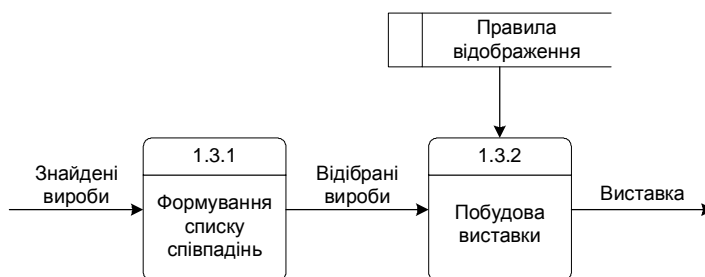 Правила
відображення
1.3.1
1.3.2
Знайдені
вироби
Формування
списку
співпадінь
Відібрані
вироби
Побудова
виставки
Виставка